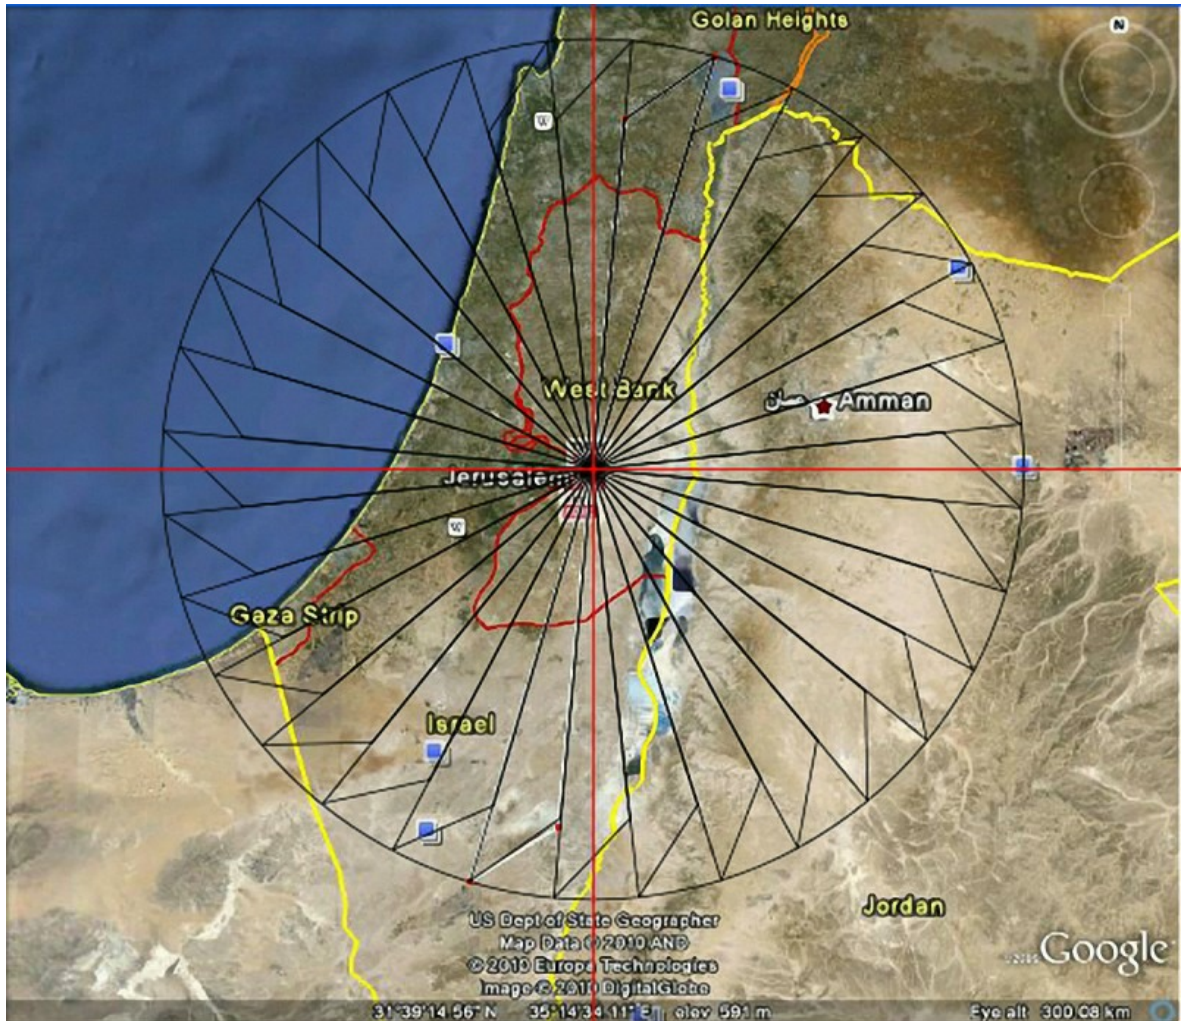 Golan Heights
N
W
West Bank
عمان Amman
Jerusalem
W
Gaza Strip
Israel
Jordan
US Dept of State Geographer
Map Data © 2010 AND
© 2010 Europa Technologies
Image © 2010 DigitalGlobe
Google
31°39'14.56" N 35°14'34.11" E elev 591 m Eye alt 300.08 km